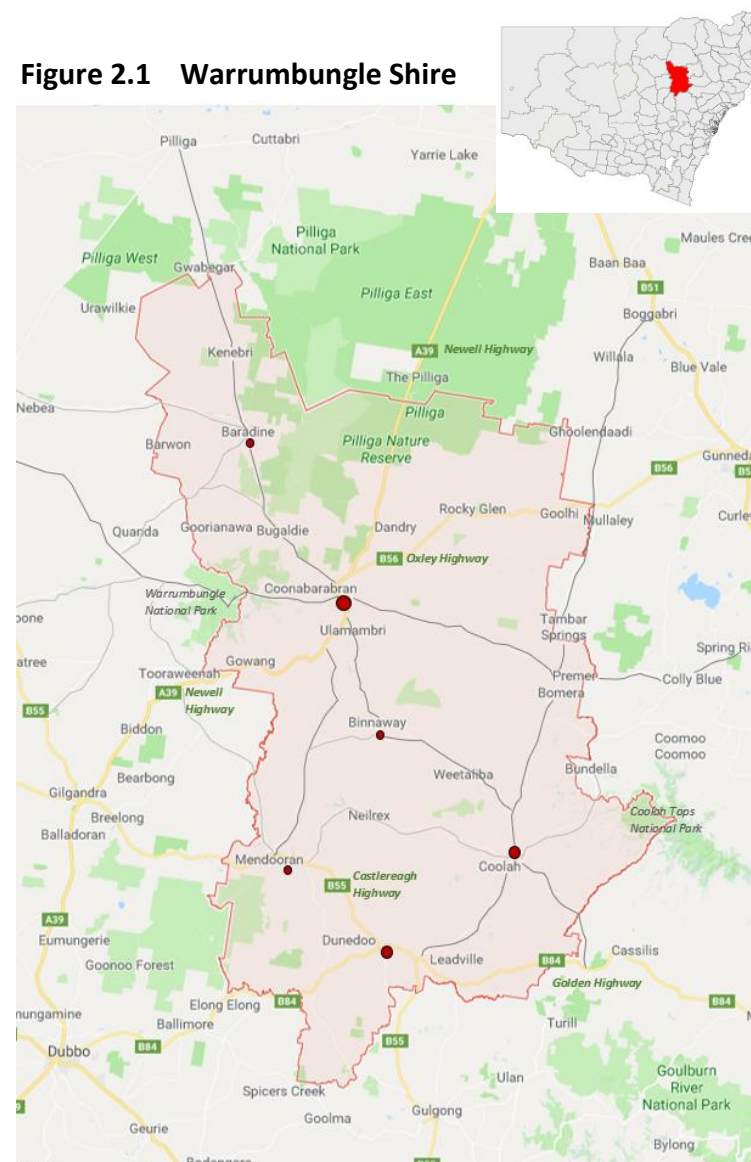 Figure 2.1 Warrumbungle Shire
Pilliga
Cuttabri
Yarrie Lake
Pilliga
National Park
Maules Cree
Pilliga West
Gwabegar
Baan Baa
Pilliga East
B51
Urawilkie
Boggabri
Kenebri
A39
Newell Highway
Willala
Blue Vale
The Pilliga
Nebea
Pilliga
Baradine
Barwon
Pilliga Nature
Reserve
Ghoolendaadi
B56
Gunneda
Rocky Glen
Goolhi
Mullaley
Curle
Quanda
Goorianawa
Bugaldie
Dandry
B56
Oxley Highway
Warrumbungle
National Park
Coonabarabran
Ulamambri
Tambar
Springs
Spring Ri
atree
Tooraweenah
Gowang
Premer
Bomera
Colly Blue
A39
Newell
Highway
B55
Biddon
Binnaway
Coomoo
Coomoo
Bearbong
Weetaliba
Bundella
Gilgandra
Breelong
Neilrex
Coolah Tops
National Park
Balladoran
Mendooran
Coolah
B55
Castlereagh
Highway
A39
Eumungerie
Dunedoo
Goonoo Forest
Leadville
B84
Cassilis
Golden Highway
Elong Elong
B84
B84
mungamine
Ballimore
Turill
Dubbo
B84
B55
Ulan
Goulburn
River
National Park
Spicers Creek
Goolma
Gulgong
Geurie
Bylong